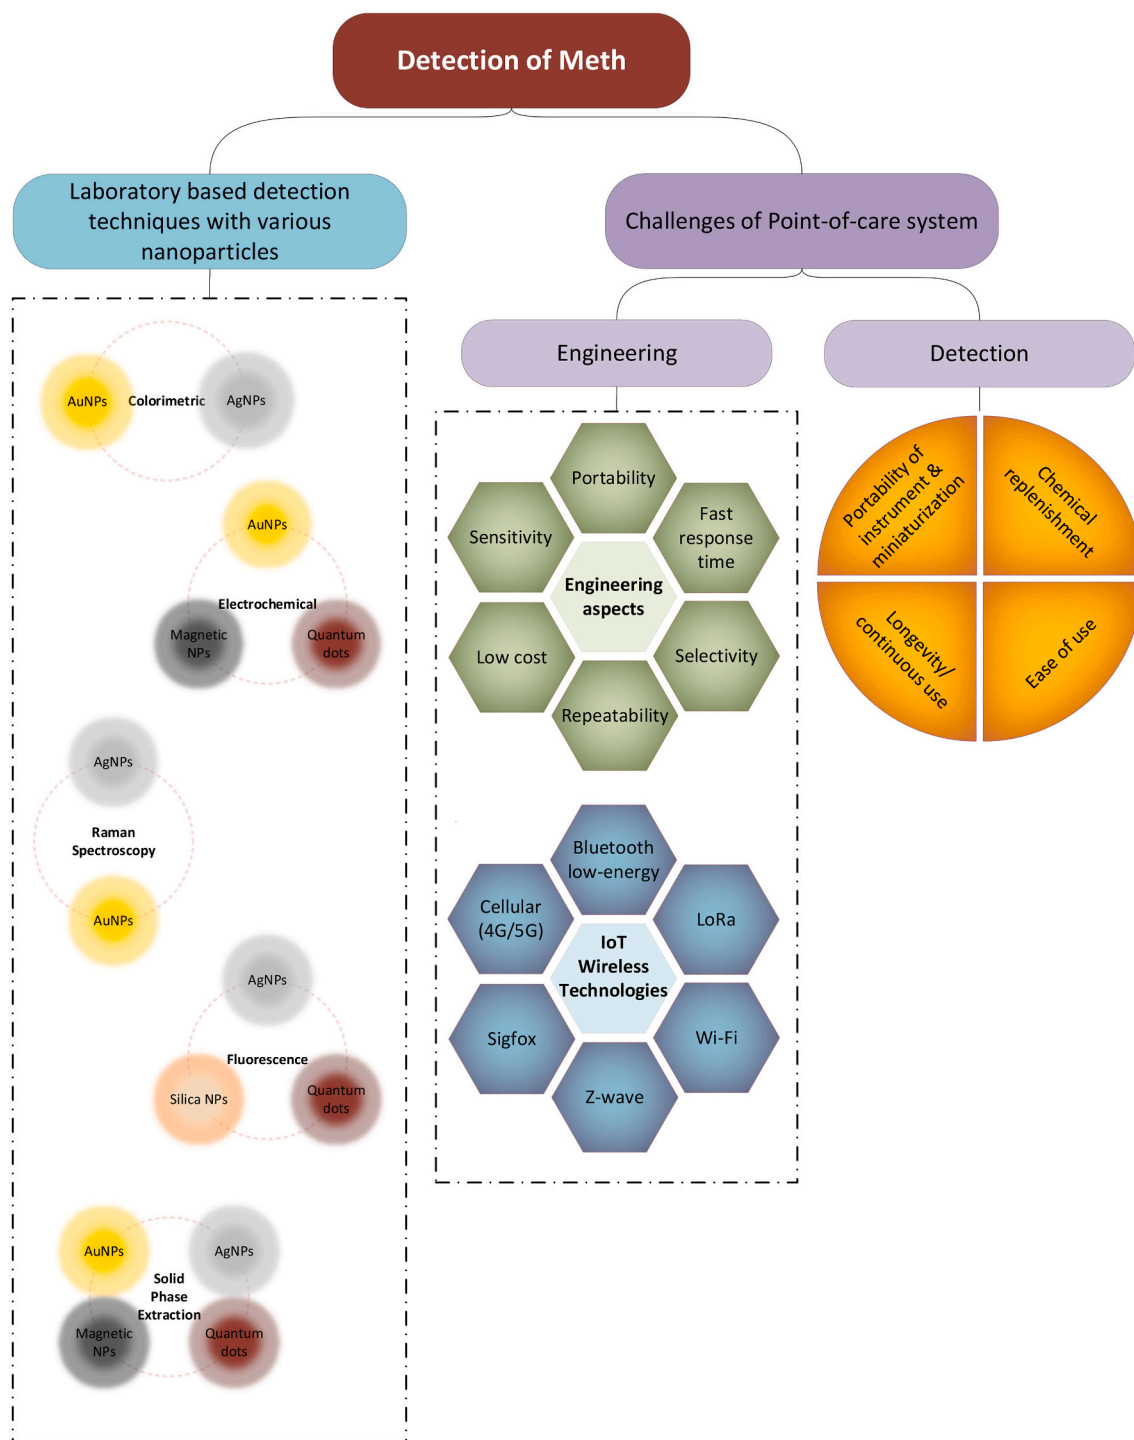 Detection of Meth
Laboratory based detection
techniques with various
nanoparticles
Challenges of Point-of-care system
Engineering
Detection
AuNPs
Colorimetric
AgNPs
AuNPs
Electrochemical
Magnetic
NPs
Quantum
dots
AgNPs
Raman
Spectroscopy
AuNPs
AgNPs
Fluorescence
Silica NPs
Quantum
dots
AuNPs
AgNPs
Solid
Phase
Extraction
Magnetic
NPs
Quantum
dots
Portability
Sensitivity
Fast
response
time
Engineering
aspects
Low cost
Selectivity
Repeatability
Bluetooth
low-energy
Cellular
(4G/5G)
LoRa
IoT
Wireless
Technologies
Sigfox
Wi-Fi
Z-wave
Portability of
instrument &
miniaturization
Chemical
replenishment
Longevity/
continuous use
Ease of use